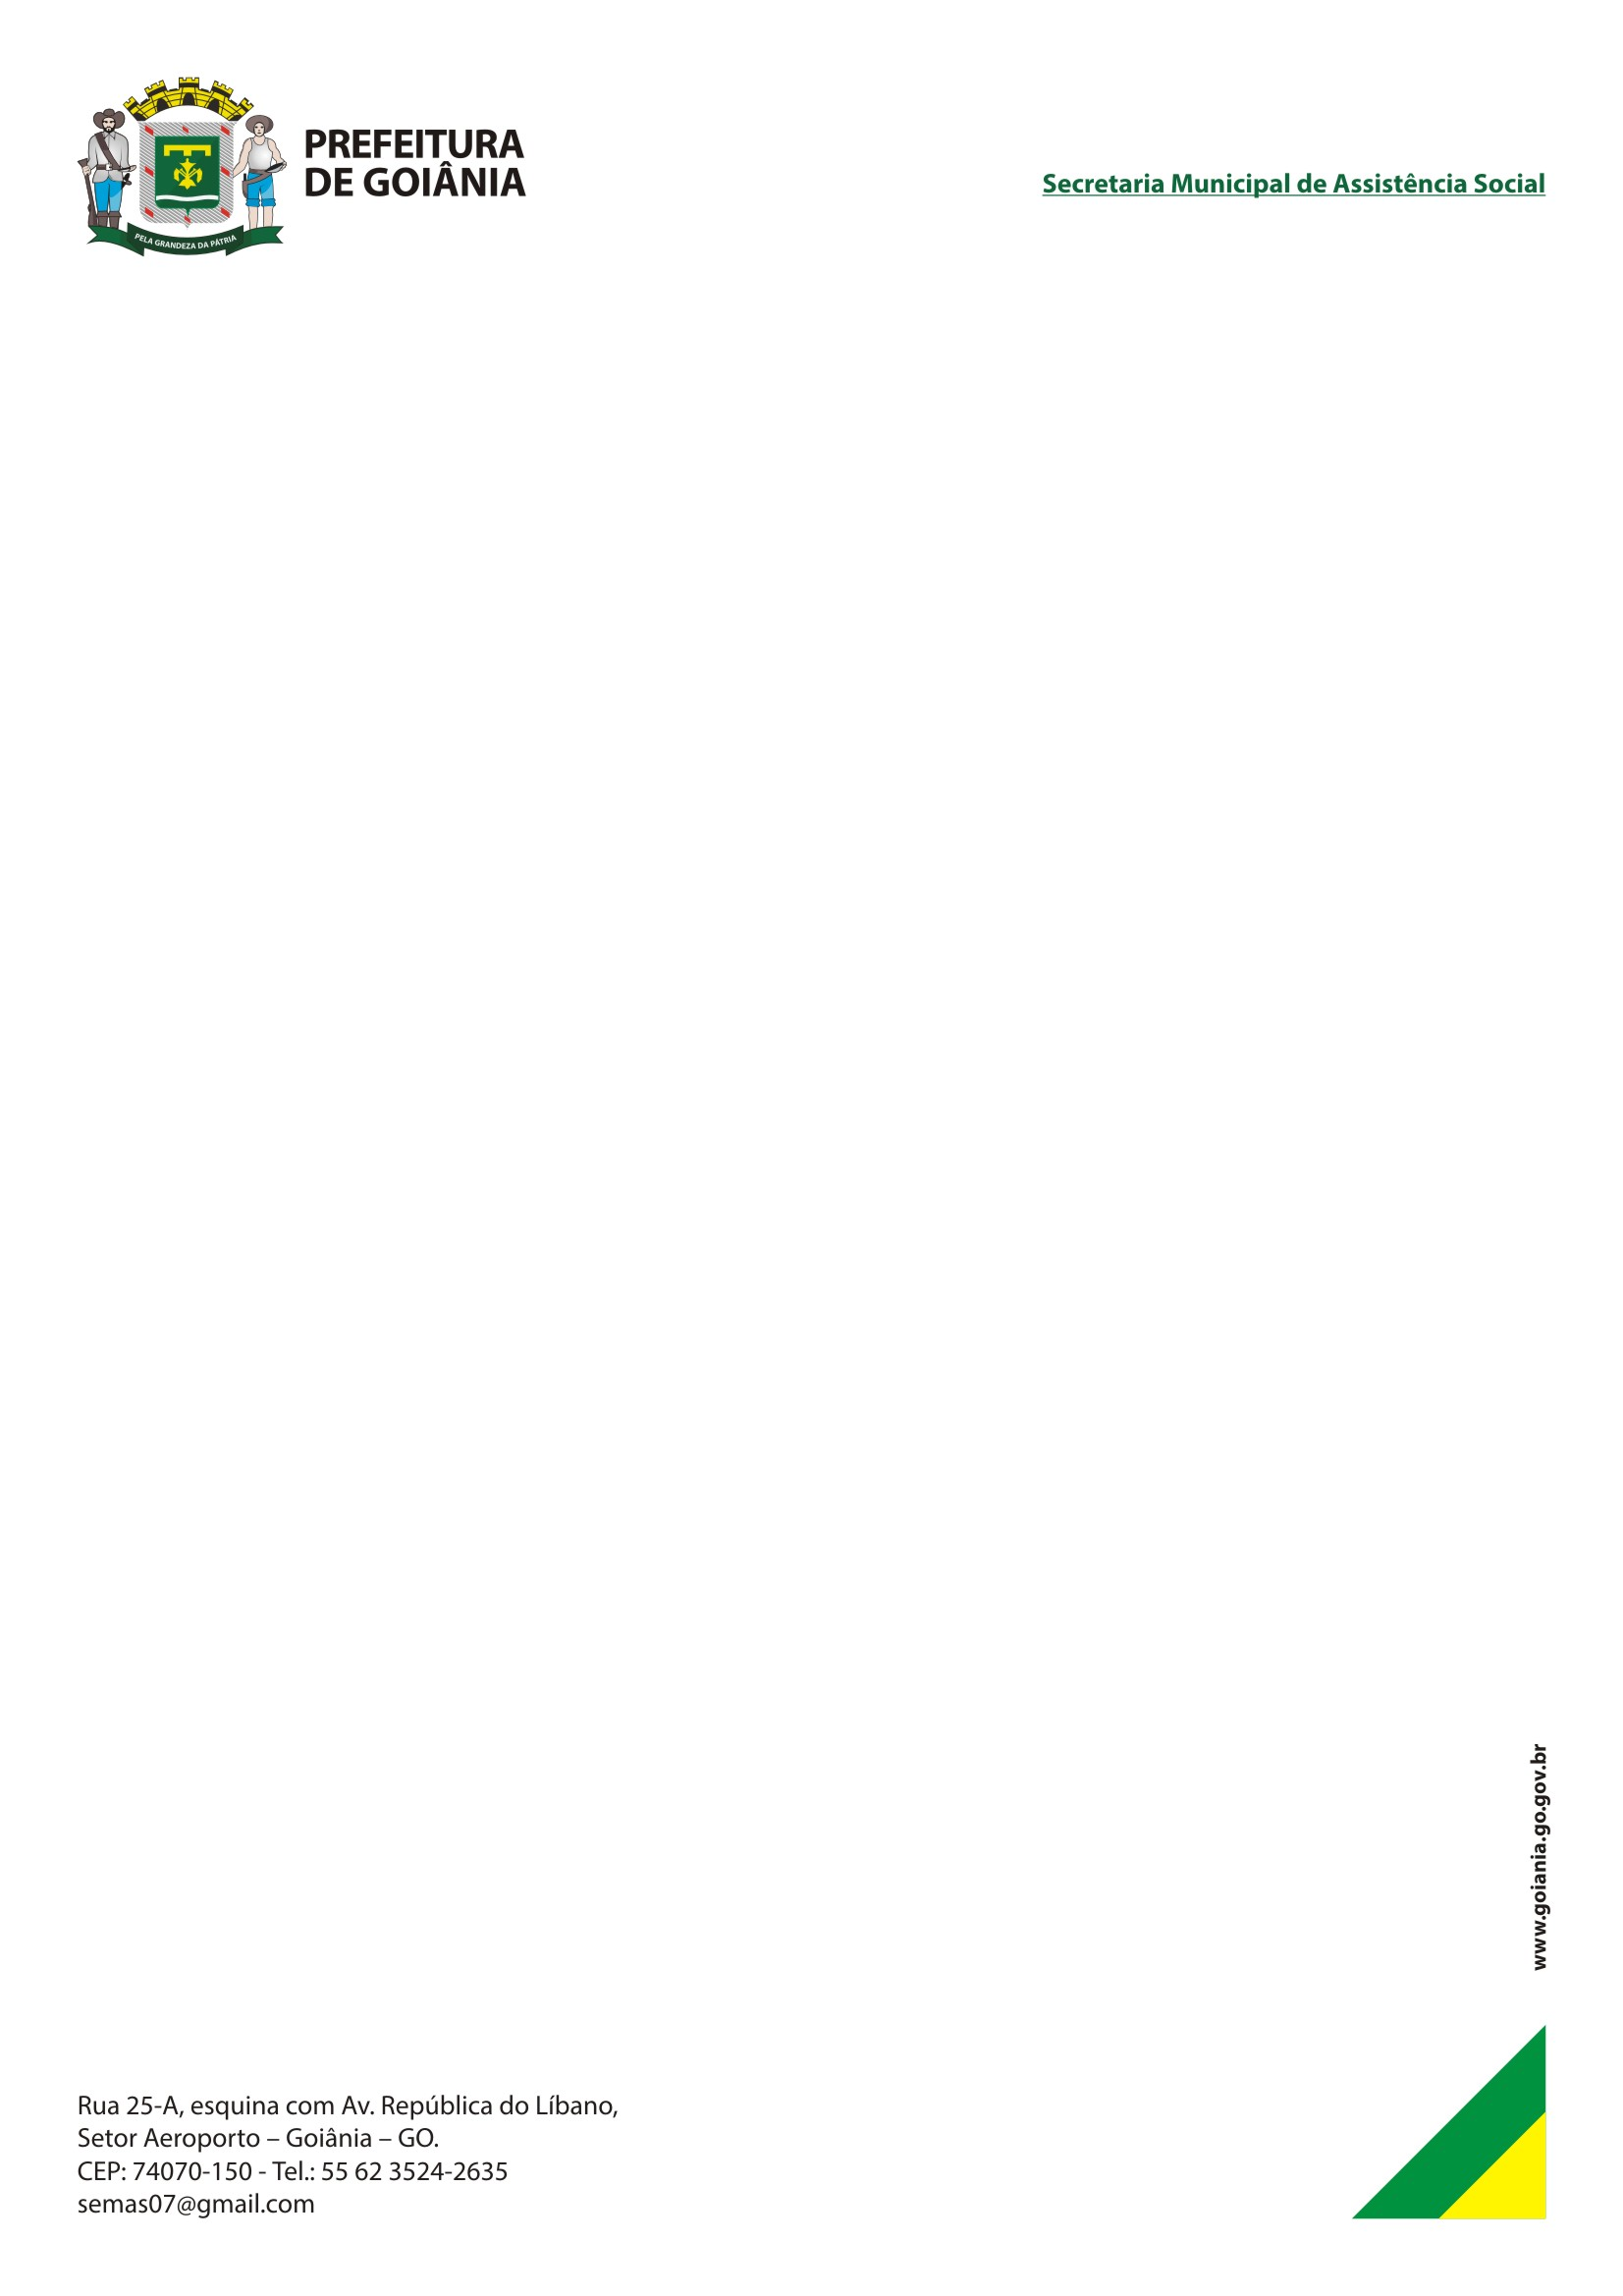 PREFEITURA
DE GOIÂNIA
Secretaria Municipal de Assistência Social
PELA GRANDEZA DA PÁTRIA
www.goiania.go.gov.br
Rua 25-A, esquina com Av. República do Líbano,
Setor Aeroporto – Goiânia – GO.
CEP: 74070-150 - Tel.: 55 62 3524-2635
semas07@gmail.com